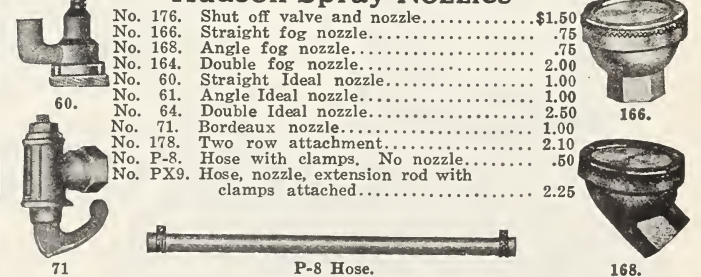 Hudson Spray Nozzles
No. 176. Shut off valve and nozzle....................$1.50
No. 166. Straight fog nozzle............................ .75
No. 168. Angle fog nozzle............................... .75
No. 164. Double fog nozzle............................ 2.00
No. 60. Straight Ideal nozzle......................... 1.00
No. 61. Angle Ideal nozzle............................ 1.00
No. 64. Double Ideal nozzle........................... 2.50
No. 71. Bordeaux nozzle............................... 1.00
No. 178. Two row attachment........................... 2.10
No. P-8. Hose with clamps. No nozzle.......... .50
No. PX9. Hose, nozzle, extension rod with
clamps attached...................... 2.25
60.
166.
71
P-8 Hose.
168.